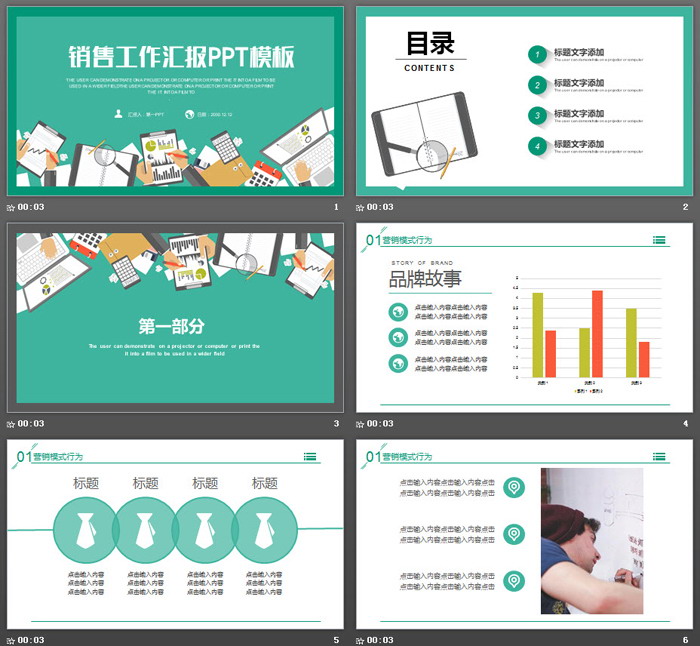 销售工作汇报PPT模板
THE USER CAN DEMONSTRATE ON A PROJECTOR OR COMPUTER OR PRINT THE IT INTO A FILM TO BE
USED IN A WIDER FIELDTHE USER CAN DEMONSTRATE ON A PROJECTOR OR COMPUTER OR PRINT
THE IT INTO A FILM TO
汇报人：第一PPT
00:03
1
目录
CONTENTS
1
标题文字添加
The user can demonstrate on a projector or computer
2
标题文字添加
The user can demonstrate on a projector or computer
3
标题文字添加
The user can demonstrate on a projector or computer
4
标题文字添加
The user can demonstrate on a projector or computer
00:03
2
第一部分
The user can demonstrate on a projector or computer or print the
it into a film to be used in a wider field
00:03
3
01营销模式行为
STORY OF BRAND
品牌故事
点击输入内容点击输入内容
点击输入内容点击输入内容
点击输入内容点击输入内容
点击输入内容点击输入内容
点击输入内容点击输入内容
点击输入内容点击输入内容
00:03
4
01营销模式行为
标题 标题 标题 标题
点击输入内容 点击输入内容 点击输入内容 点击输入内容
点击输入内容 点击输入内容 点击输入内容 点击输入内容
点击输入内容 点击输入内容 点击输入内容 点击输入内容
00:03
5
01营销模式行为
点击输入内容点击输入内容点击
点击输入内容点击输入内容点击
点击输入内容点击输入内容点击
点击输入内容点击输入内容点击
点击输入内容点击输入内容点击
点击输入内容点击输入内容点击
00:03
6